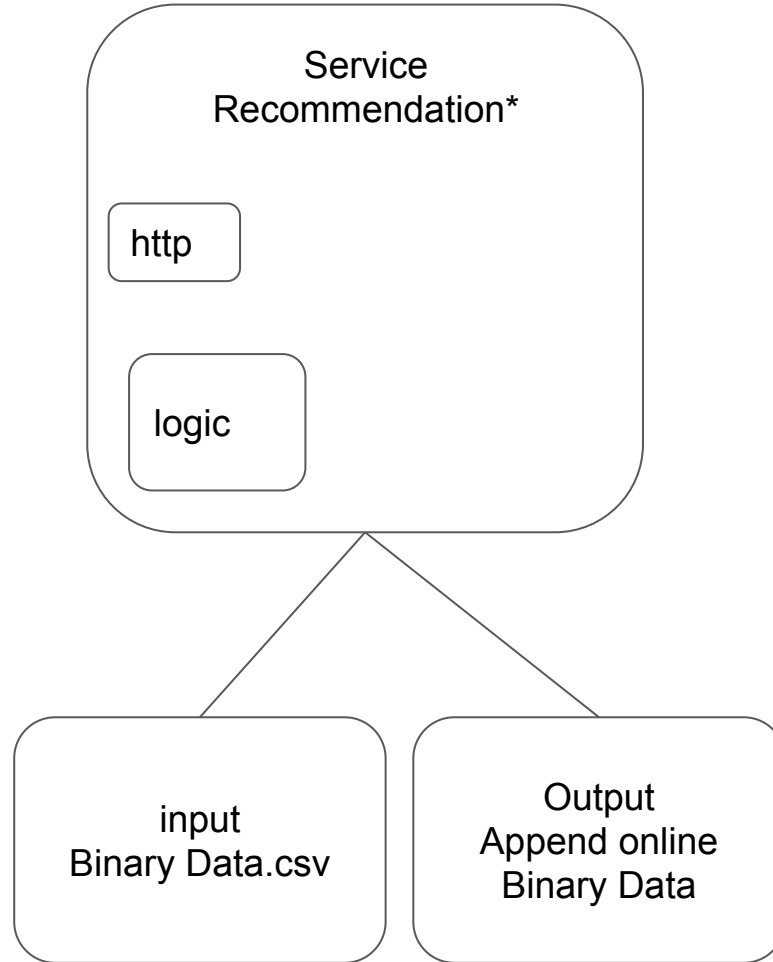 Service
Recommendation*
http
logic
input
Binary Data.csv
Output
Append online
Binary Data